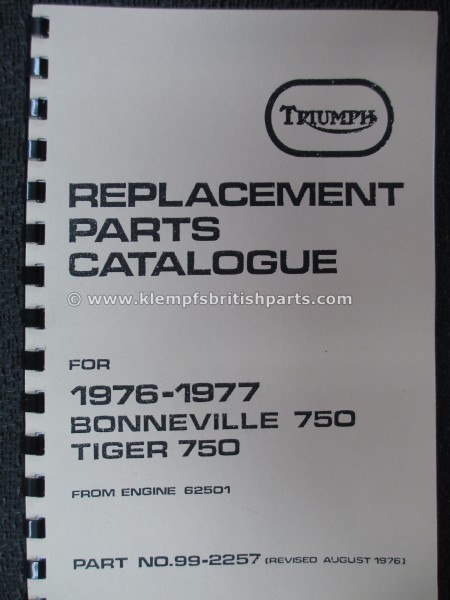 TRIUMPH
REPLACEMENT
PARTS
CATALOGUE
© www.klempfsbritishparts.com
FOR
1976-1977
BONNEVILLE 750
TIGER 750
FROM ENGINE 62501
PART NO.99-2257 (REVISED AUGUST 1976)